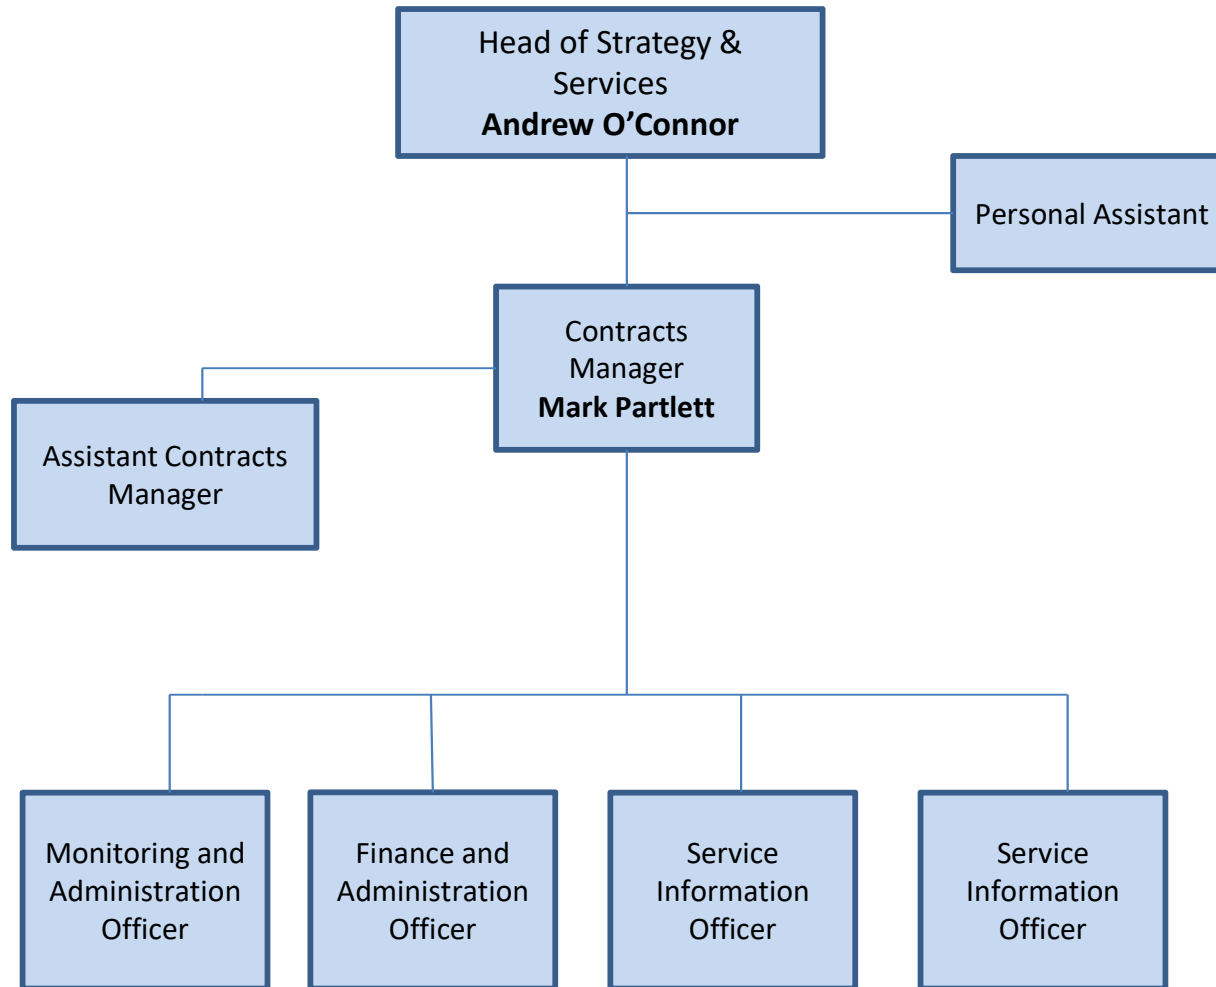 Head of Strategy &
Services
Andrew O’Connor
Personal Assistant
Contracts
Manager
Mark Partlett
Assistant Contracts
Manager
Monitoring and
Administration
Officer
Finance and
Administration
Officer
Service
Information
Officer
Service
Information
Officer